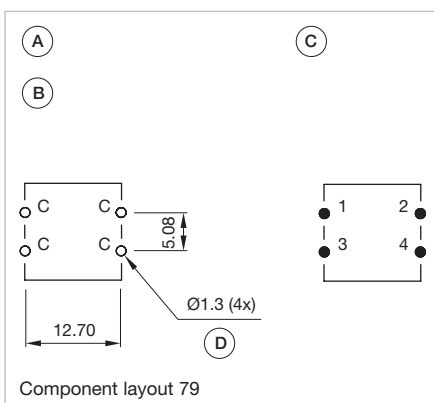 A
C
B
C C
1 2
C C
3 4
5.08
Ø1.3 (4x)
12.70
D
Component layout 79